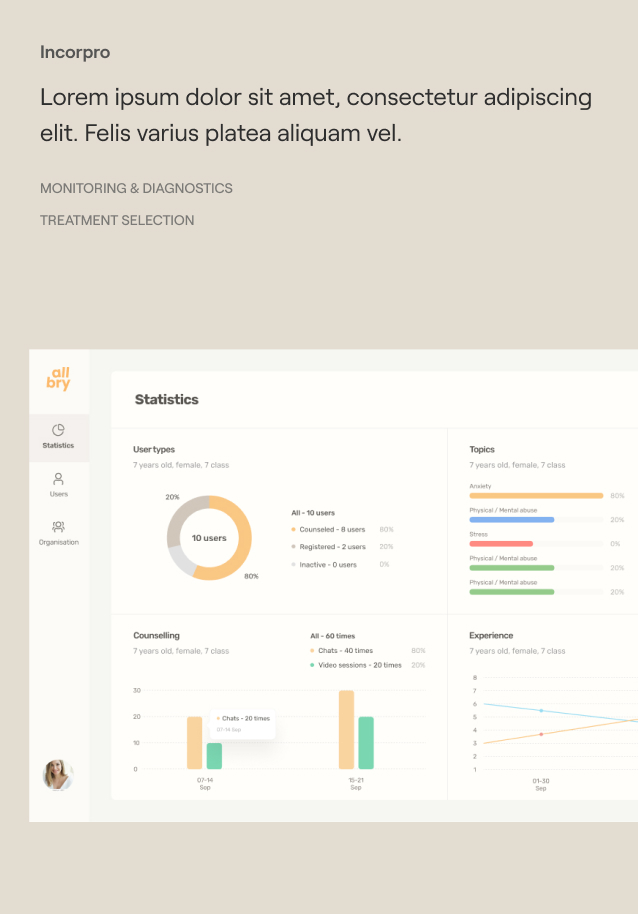 Incorpro
Lorem ipsum dolor sit amet, consectetur adipiscing
elit. Felis varius platea aliquam vel.
MONITORING & DIAGNOSTICS
TREATMENT SELECTION
all
bry
Statistics
Users
Organisation
Statistics
User types
7 years old, female, 7 class
20%
10 users
80%
All - 10 users
Counseled - 8 users 80%
Registered - 2 users 20%
Inactive - 0 users 0%
Topics
7 years old, female, 7 class
Anxiety
80%
Physical / Mental abuse
20%
Stress
0%
Physical / Mental abuse
20%
Physical / Mental abuse
20%
Counselling
7 years old, female, 7 class
All - 60 times
Chats - 40 times 80%
Video sessions - 20 times 20%
30
20
10
0
Chats - 20 times
07-14 Sep
07-14
Sep
15-21
Sep
Experience
7 years old, female, 7 class
8
7
6
5
4
3
2
1
01-30
Sep